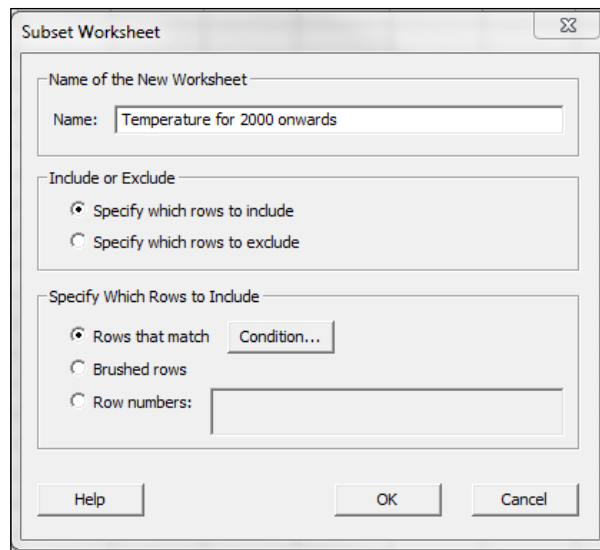 Subset Worksheet
Name of the New Worksheet
Name: Temperature for 2000 onwards
Include or Exclude
Specify which rows to include
Specify which rows to exclude
Specify Which Rows to Include
Rows that match Condition...
Brushed rows
Row numbers:
Help OK Cancel